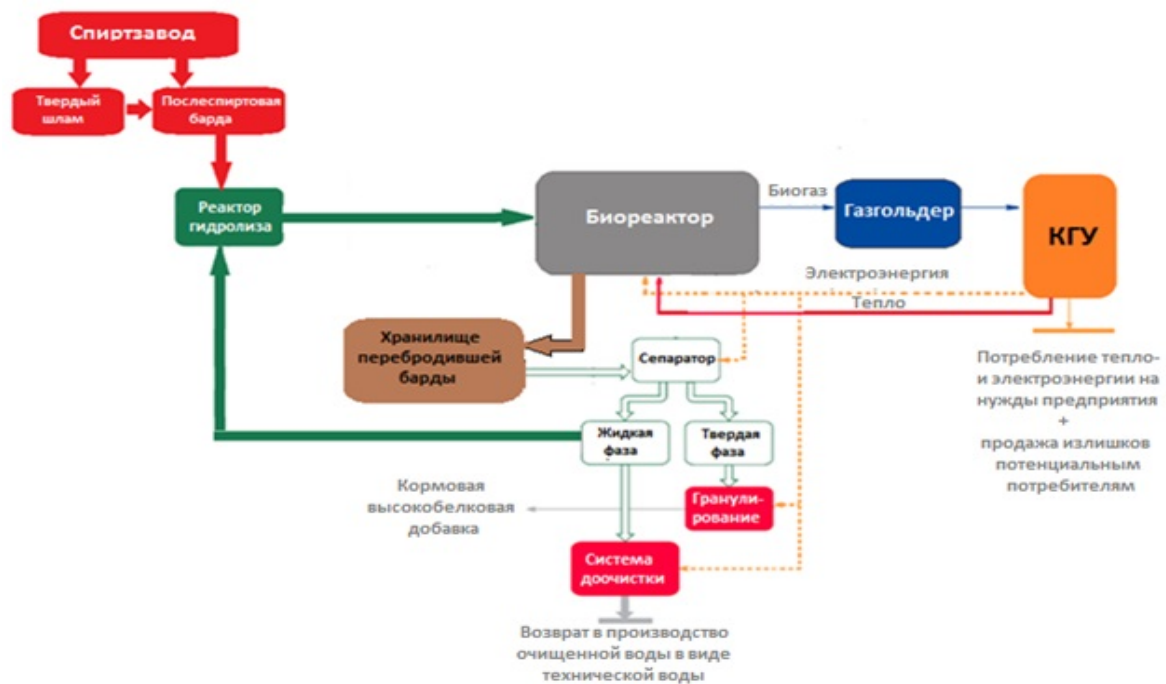 Спиртзавод
Твердый
шлам
Послеспиртовая
барда
Реактор
гидролиза
Биореактор
Биогаз
Газгольдер
КГУ
Электроэнергия
Тепло
Хранилище
перебродившей
барды
Сепаратор
Потребление тепло-
и электроэнергии на
нужды предприятия
+
продажа излишков
потенциальным
потребителям
Жидкая
фаза
Твердая
фаза
Кормовая
высокобелковая
добавка
Гранули-
рование
Система
доочистки
Возврат в производство
очищенной воды в виде
технической воды